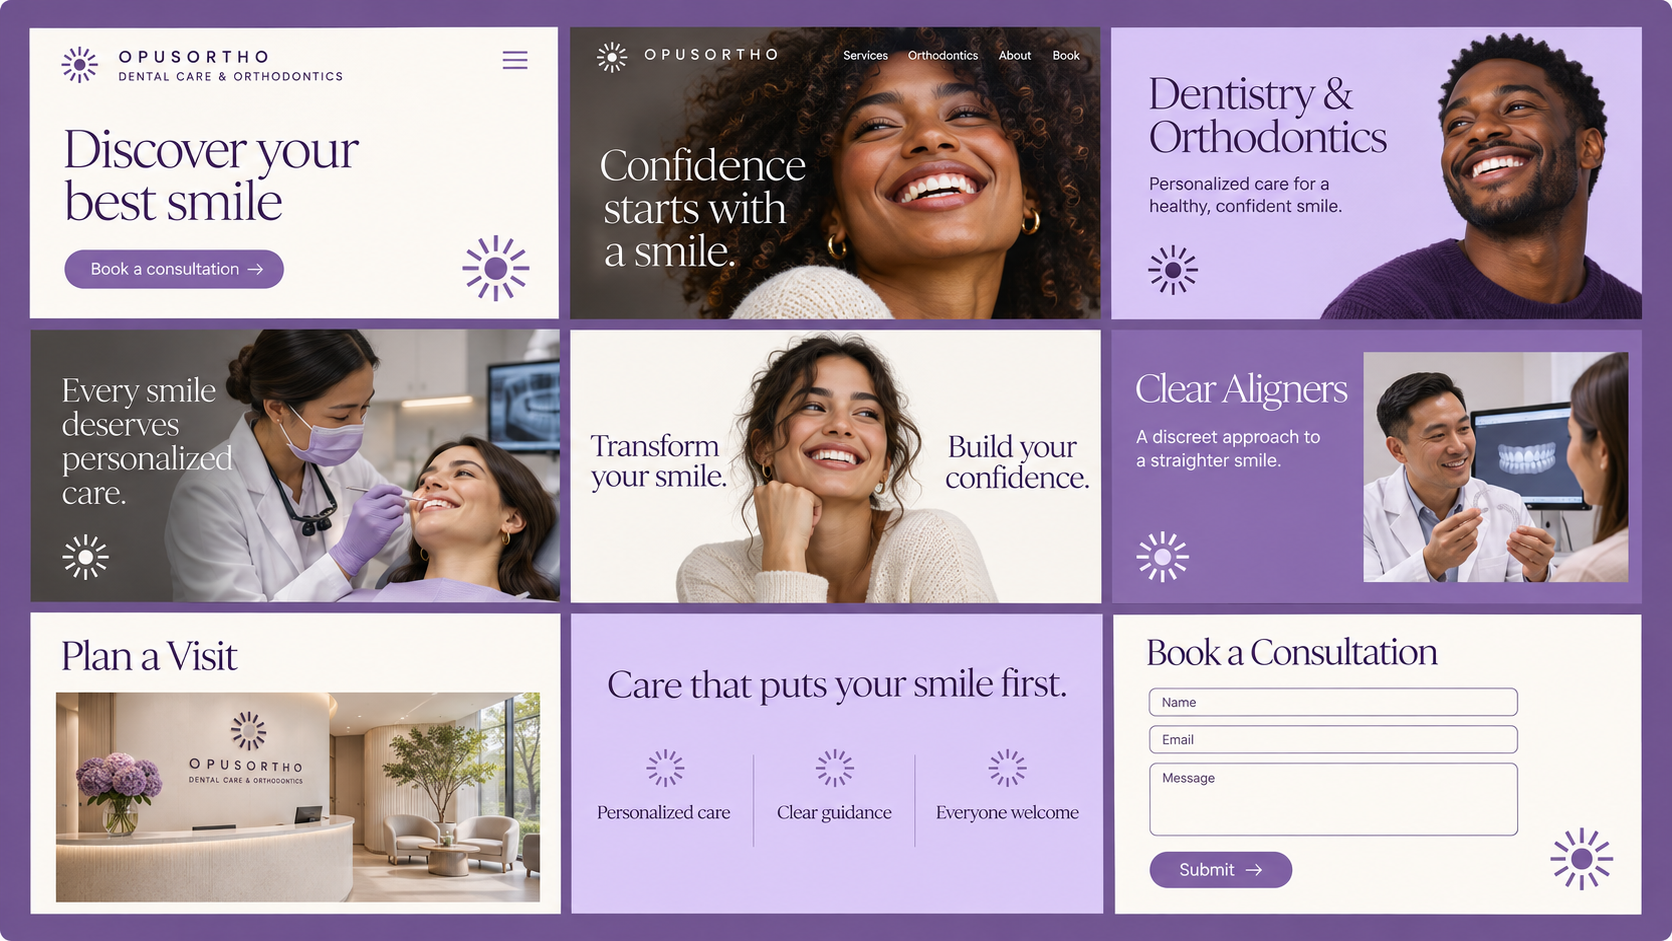 OPUSORTHO
DENTAL CARE & ORTHODONTICS
Discover your
best smile
Book a consultation →
OPUSORTHO
Services Orthodontics About Book
Confidence
starts with
a smile.
Dentistry &
Orthodontics
Personalized care for a
healthy, confident smile.
Every smile
deserves
personalized
care.
Transform
your smile.
Build your
confidence.
Clear Aligners
A discreet approach to
a straighter smile.
Plan a Visit
OPUSORTHO
DENTAL CARE & ORTHODONTICS
Care that puts your smile first.
Personalized care
Clear guidance
Everyone welcome
Book a Consultation
Name
Email
Message
Submit →